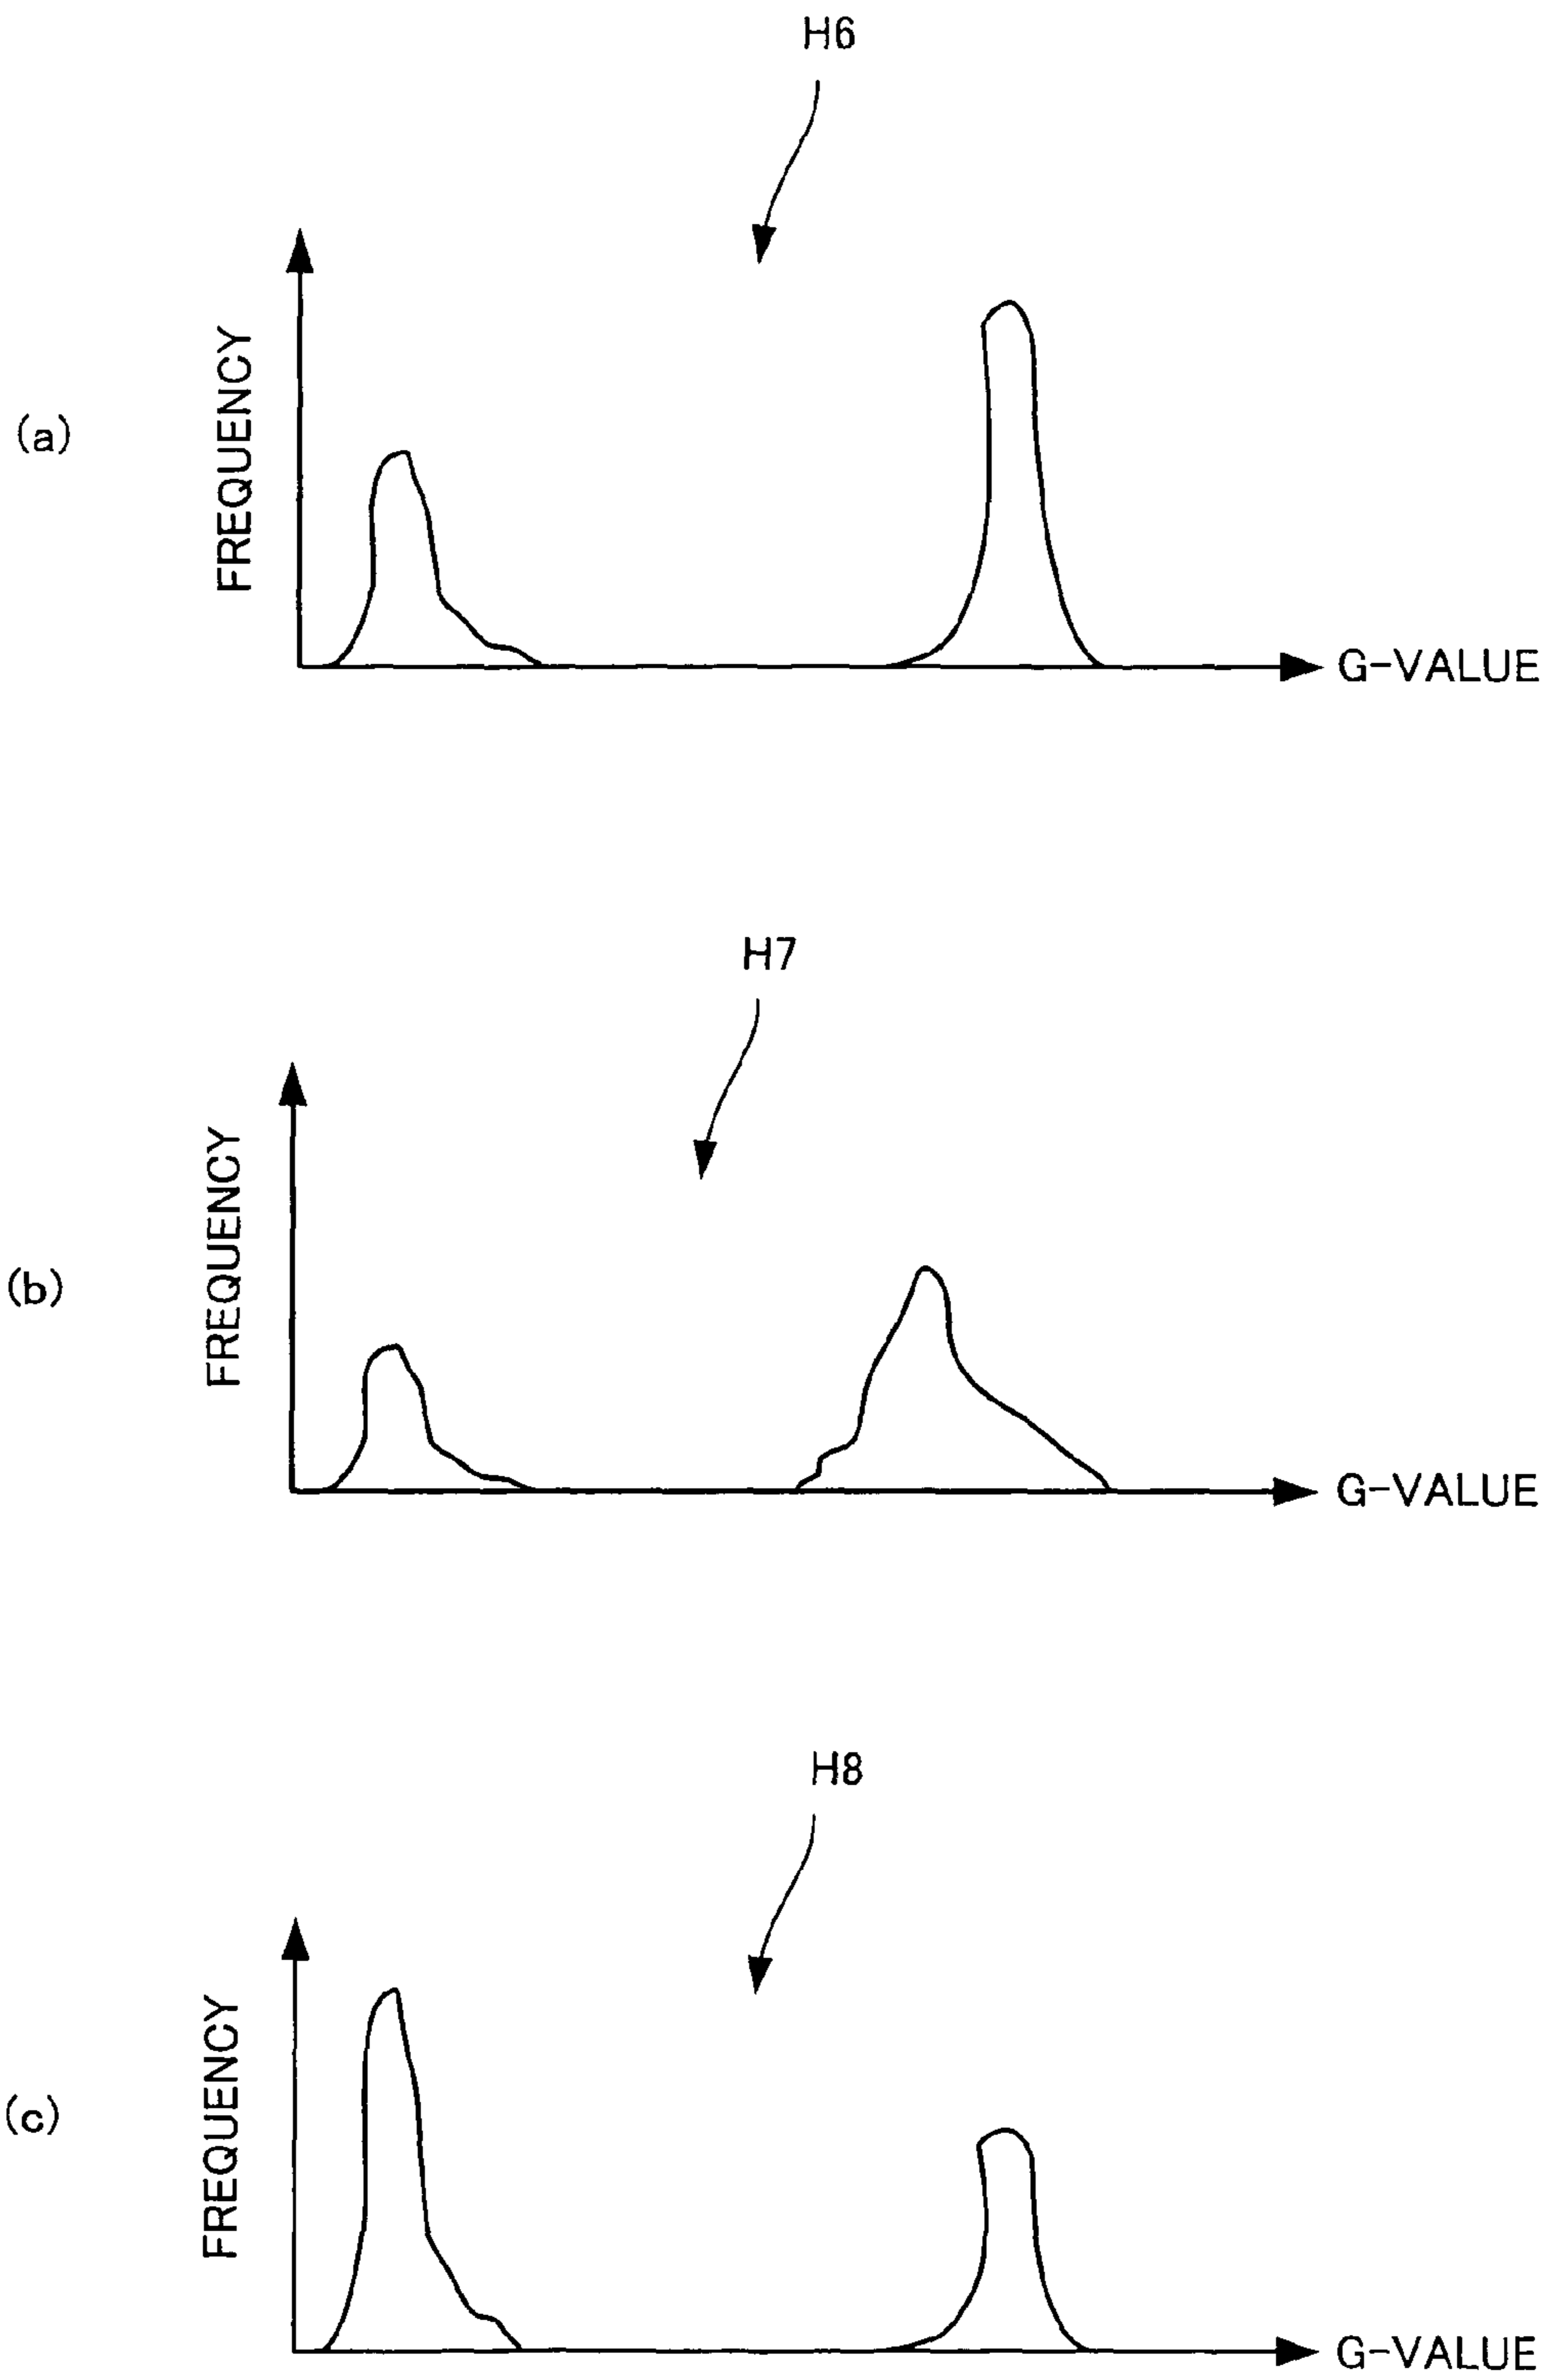 H6
(a)
FREQUENCY
G-VALUE
H7
(b)
FREQUENCY
G-VALUE
H8
(c)
FREQUENCY
G-VALUE